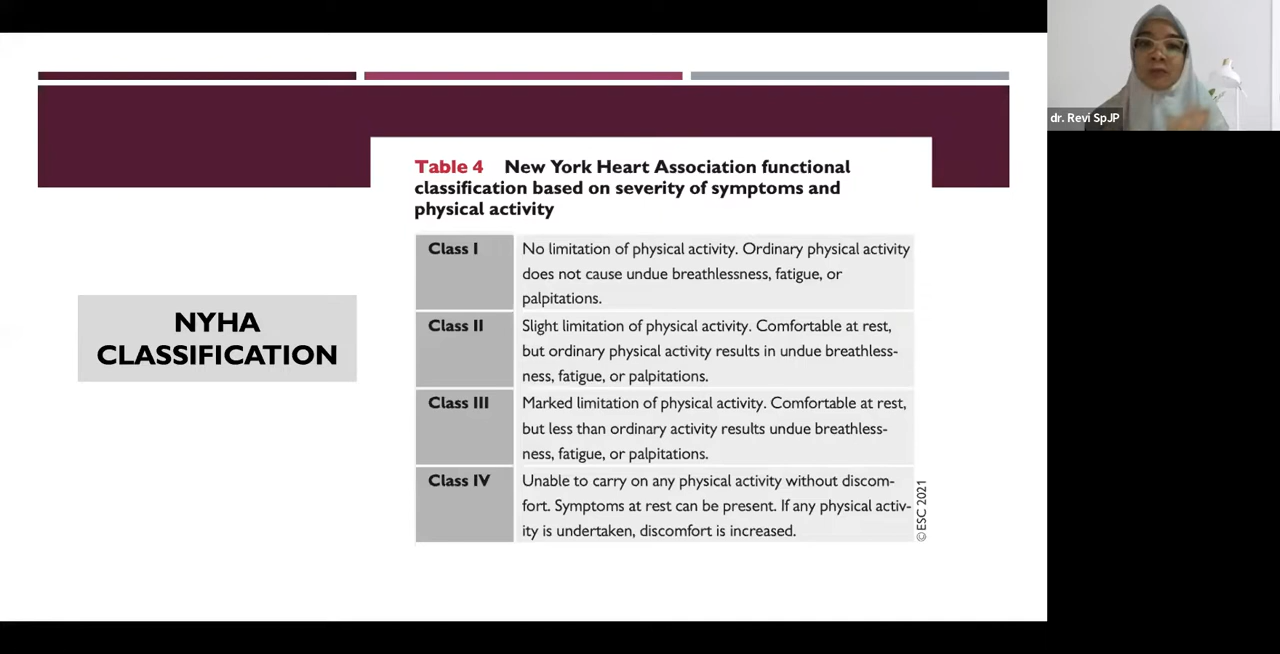 dr. Revi SpJP
Table 4 New York Heart Association functional
classification based on severity of symptoms and
physical activity
NYHA
CLASSIFICATION
Class I
No limitation of physical activity. Ordinary physical activity
does not cause undue breathlessness, fatigue, or
palpitations.
Class II
Slight limitation of physical activity. Comfortable at rest,
but ordinary physical activity results in undue breathless-
ness, fatigue, or palpitations.
Class III
Marked limitation of physical activity. Comfortable at rest,
but less than ordinary activity results undue breathless-
ness, fatigue, or palpitations.
Class IV
Unable to carry on any physical activity without discom-
fort. Symptoms at rest can be present. If any physical activ-
ity is undertaken, discomfort is increased.
©ESC 2021